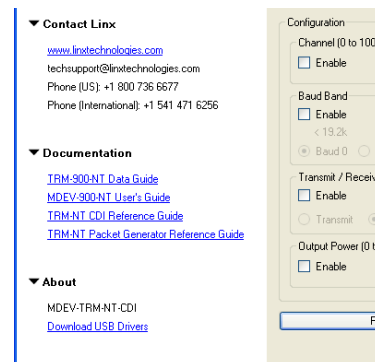 Contact Linx
www.linxtechnologies.com
techsupport@linxtechnologies.com
Phone (US): +1 800 736 6677
Phone (International): +1 541 471 6256
Documentation
TRM-900-NT Data Guide
MDEV-900-NT User's Guide
TRM-NT CDI Reference Guide
TRM-NT Packet Generator Reference Guide
About
MDEV-TRM-NT-CDI
Download USB Drivers
Configuration
Channel (0 to 100
Enable
Baud Band
Enable
< 19.2k
Baud 0
Transmit / Receiv
Enable
Transmit
Output Power (0 t
Enable